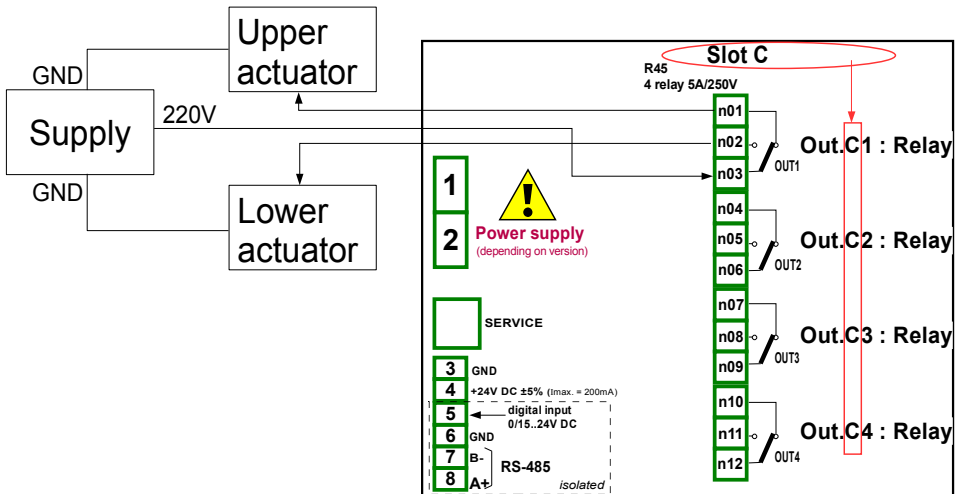 Upper
actuator
GND
Supply
220V
GND
Lower
actuator
Slot C
R45
4 relay 5A/250V
n01
n02
n03
OUT1
Out.C1 : Relay
n04
n05
n06
OUT2
Out.C2 : Relay
n07
n08
n09
OUT3
Out.C3 : Relay
n10
n11
n12
OUT4
Out.C4 : Relay
1
2
!
Power supply
(depending on version)
SERVICE
3 GND
4 +24V DC ±5% (Imax. = 200mA)
5 digital input
0/15..24V DC
6 GND
7 B-
8 A+
RS-485
isolated